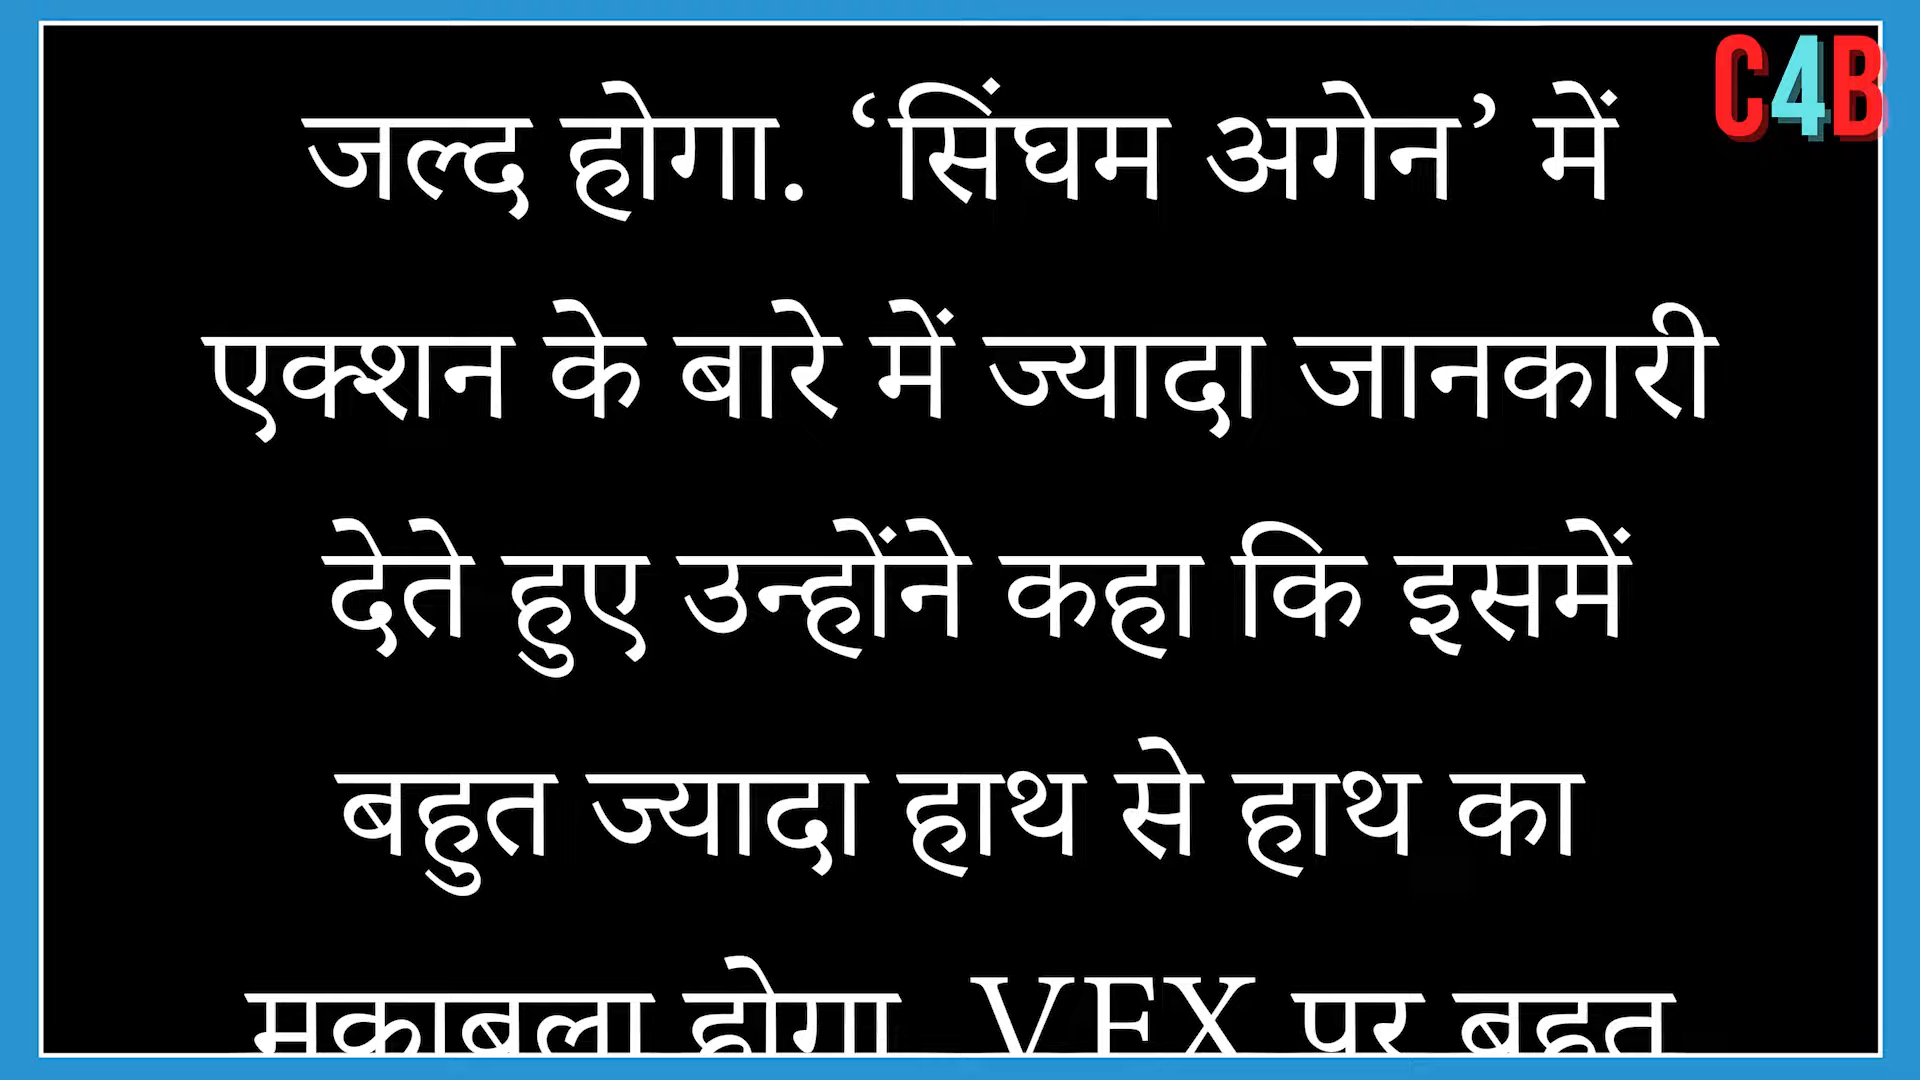 C4B
जल्द होगा. ‘सिंघम अगेन’ में
एक्शन के बारे में ज्यादा जानकारी
देते हुए उन्होंने कहा कि इसमें
बहुत ज्यादा हाथ से हाथ का
मुकाबला होगा. VFX पर बहुत